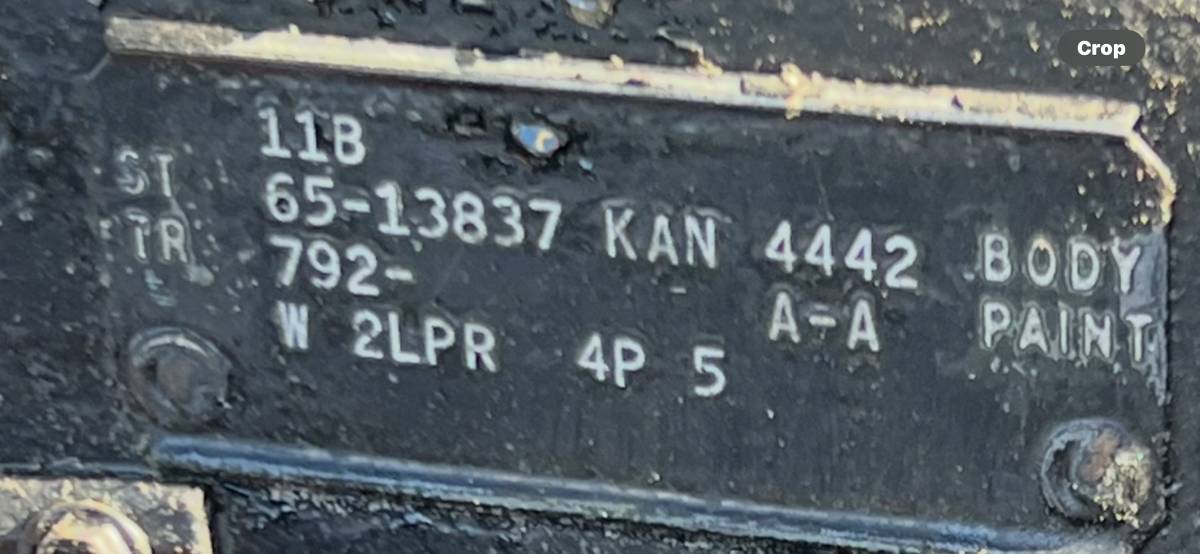 Crop
11B
ST 65-13837 KAN 4442 BODY
TR 792- A-A PAINT
W 2LPR 4P 5